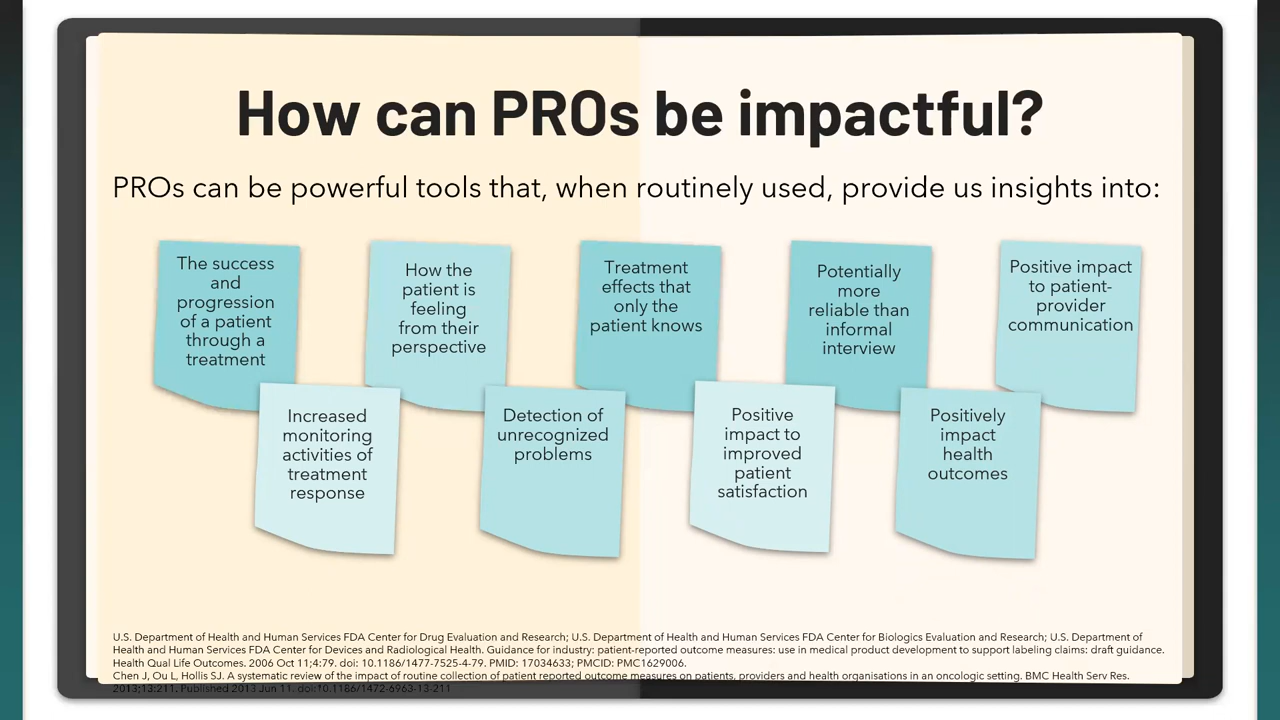 How can PROs be impactful?
PROs can be powerful tools that, when routinely used, provide us insights into:
The success
and
progression
of a patient
through a
treatment
How the
patient is
feeling
from their
perspective
Treatment
effects that
only the
patient knows
Potentially
more
reliable than
informal
interview
Positive impact
to patient-
provider
communication
Increased
monitoring
activities of
treatment
response
Detection of
unrecognized
problems
Positive
impact to
improved
patient
satisfaction
Positively
impact
health
outcomes
U.S. Department of Health and Human Services FDA Center for Drug Evaluation and Research; U.S. Department of Health and Human Services FDA Center for Biologics Evaluation and Research; U.S. Department of
Health and Human Services FDA Center for Devices and Radiological Health. Guidance for industry: patient-reported outcome measures: use in medical product development to support labeling claims: draft guidance.
Health Qual Life Outcomes. 2006 Oct 11;4:79. doi: 10.1186/1477-7525-4-79. PMID: 17034633; PMCID: PMC1629006.
Chen J, Ou L, Hollis SJ. A systematic review of the impact of routine collection of patient reported outcome measures on patients, providers and health organisations in an oncologic setting. BMC Health Serv Res.
2013;13:211. Published 2013 Jun 11. doi:10.1186/1472-6963-13-211